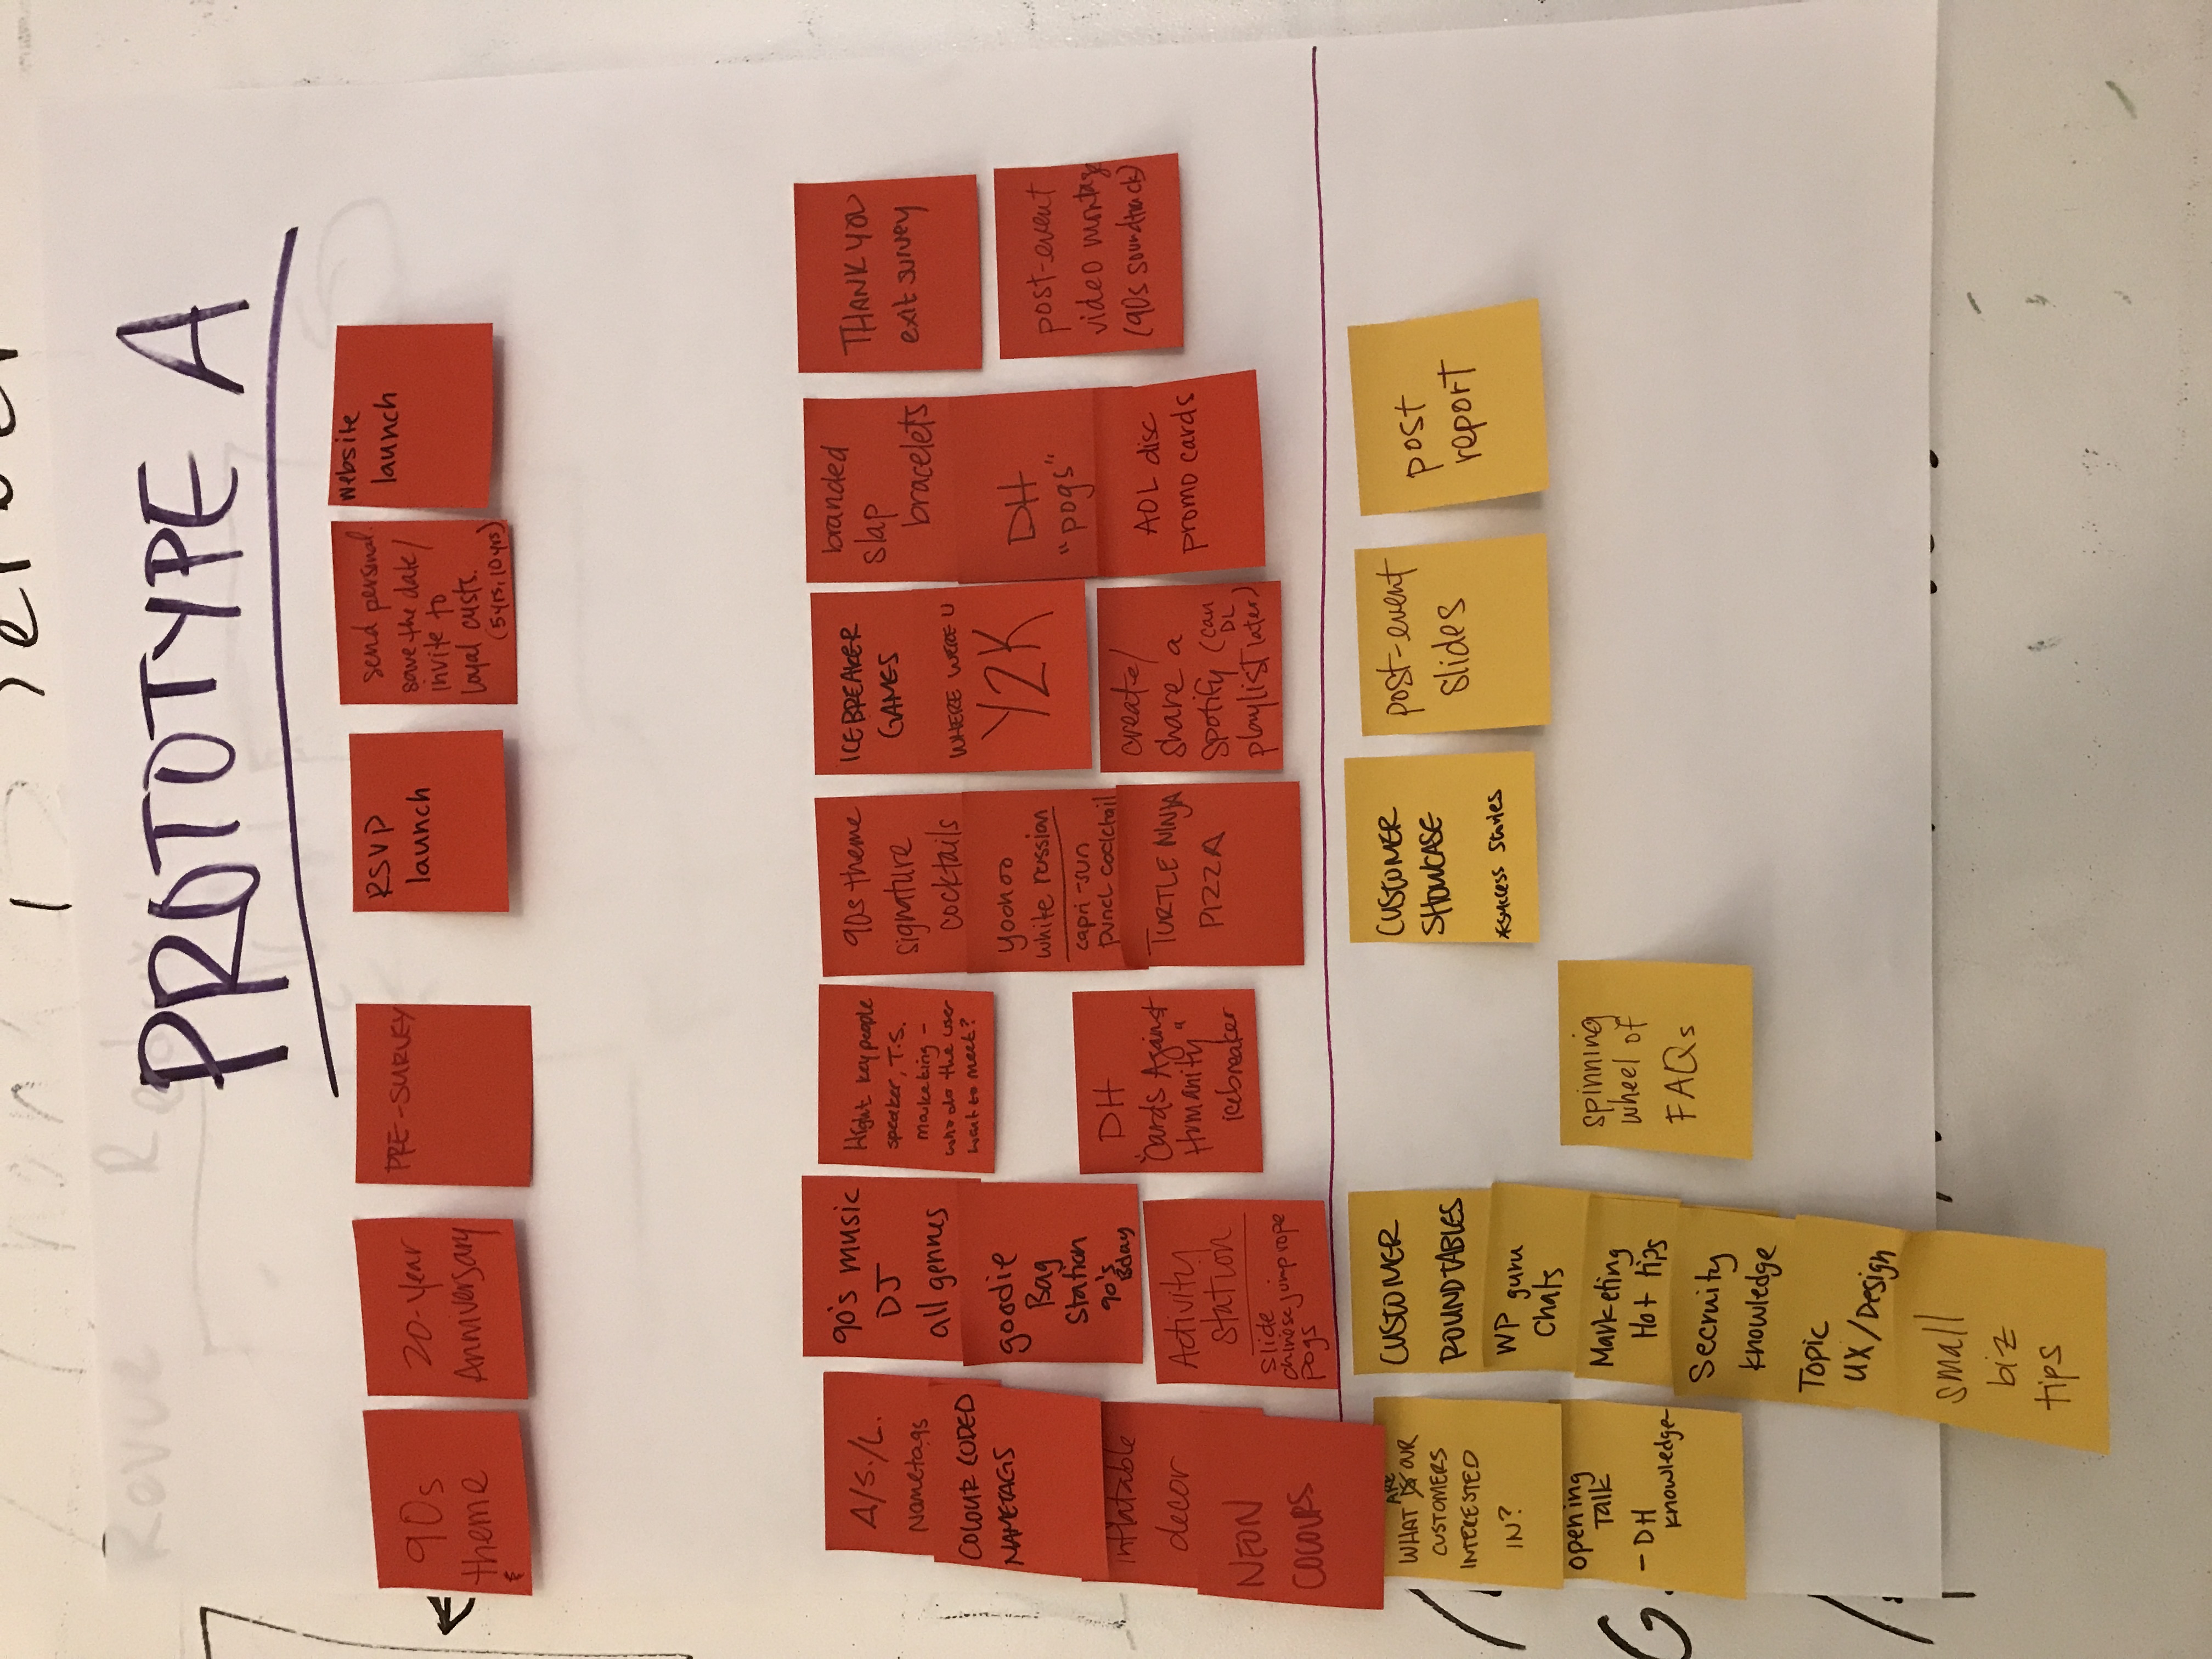 server
Revue
PROTOTYPE A
90s
theme
&
20-Year
Anniversary
PRE-SURVEY
RSVP
launch
send personal
save the date/
invite to
loyal custs.
(5yrs, 10yrs)
website
launch
A/S./L.
Nametags
COLOUR CODED
NAMETAGS
inflatable
decor
NEON
COLOURS
90's music
DJ
all genres
goodie
Bag
Station
90's
Bday
Activity
station
slide
chinese jump rope
pogs
Hight key people
speaker, T.S.
marketing -
who do the user
want to meet?
DH
"Cards Against
Humanity"
icebreaker
90s theme
signature
cocktails
yoohoo
white russian
capri-sun
punch cocktail
TURTLE NINJA
PIZZA
ICEBREAKER
GAMES
WHERE WERE U
Y2K
create/
share a
spotify (can
DL
playlist later)
branded
slap
bracelets
DH
"pogs"
AOL disc
promo cards
THANK YOU
exit survey
post-event
video montage
(90s soundtrack)
ARE
WHAT IS OUR
CUSTOMERS
INTERESTED
IN?
opening
Talk
- DH
knowledge-
CUSTOMER
ROUNDTABLES
WP guru
Chats
Marketing
Hot tips
Secruity
knowledge
Topic
UX/Design
small
biz
tips
spinning
wheel of
FAQs
CUSTOMER
SHOWCASE
*success stories
post-event
slides
post
report
G.